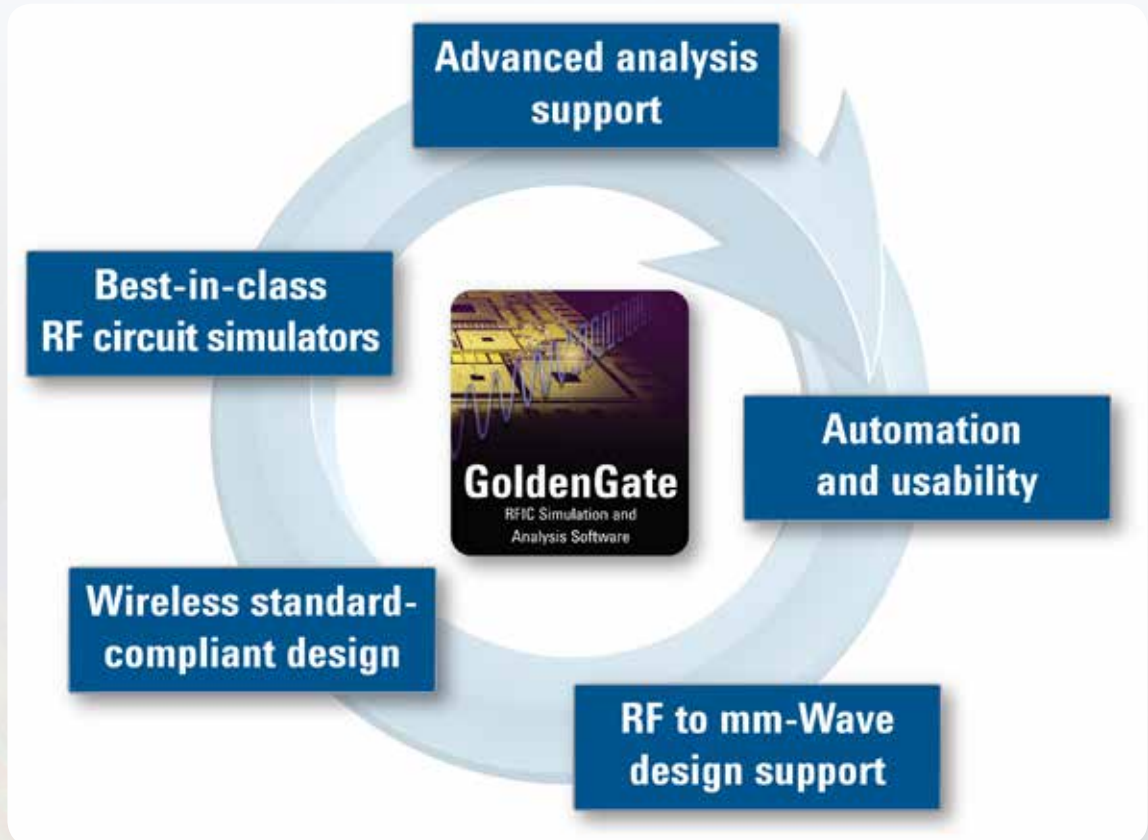 Advanced analysis
support
Best-in-class
RF circuit simulators
GoldenGate
RFIC Simulation and
Analysis Software
Automation
and usability
Wireless standard-
compliant design
RF to mm-Wave
design support